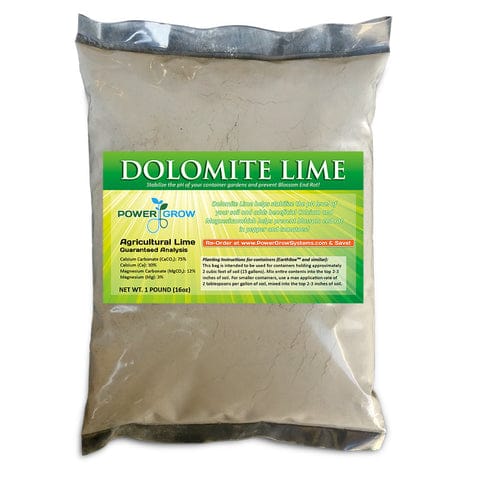 DOLOMITE LIME
Stabilize the pH of your container gardens and prevent Blossom End Rot!
POWER GROW
Dolomite Lime helps stabilize the pH level of
your soil and adds beneficial Calcium and
Magnesium which helps prevent blossom end rot
in pepper and tomatoes!
Agricultural Lime
Guaranteed Analysis
Calcium Carbonate (CaCO3): 75%
Calcium (Ca): 30%
Magnesium Carbonate (MgCO3): 12%
Magnesium (Mg): 3%
NET WT. 1 POUND (16oz)
Re-Order at www.PowerGrowSystems.com & Save!
Planting Instructions for containers (EarthBox™ and similar):
This bag is intended to be used for containers holding approximately
2 cubic feet of soil (15 gallons). Mix entire contents into the top 2-3
inches of soil. For smaller containers, use a max application rate of
2 tablespoons per gallon of soil, mixed into the top 2-3 inches of soil.